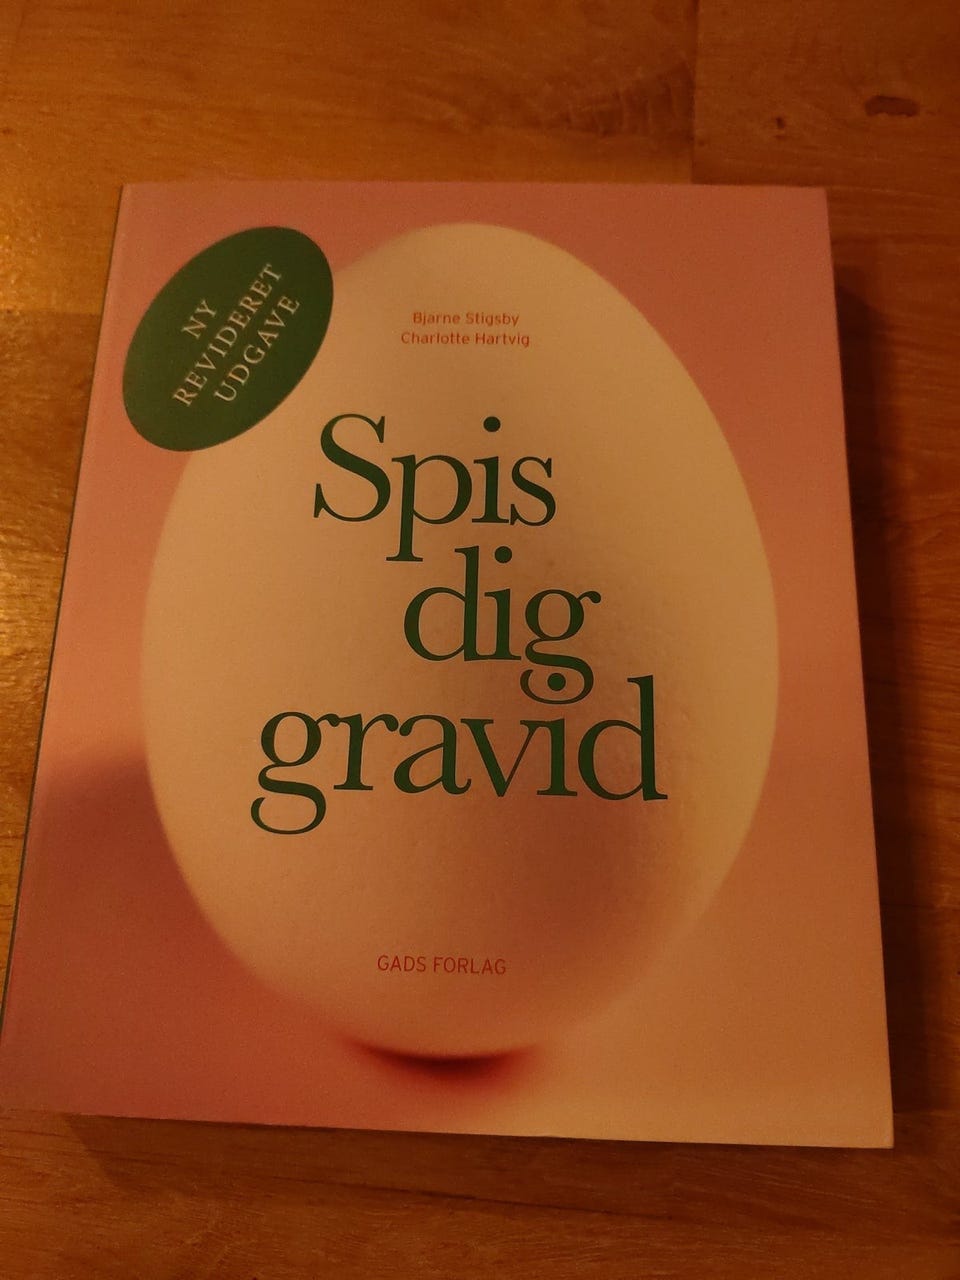 NY
REVIDERET
UDGAVE
Bjarne Stigsby
Charlotte Hartvig
Spis
dig
gravid
GADS FORLAG